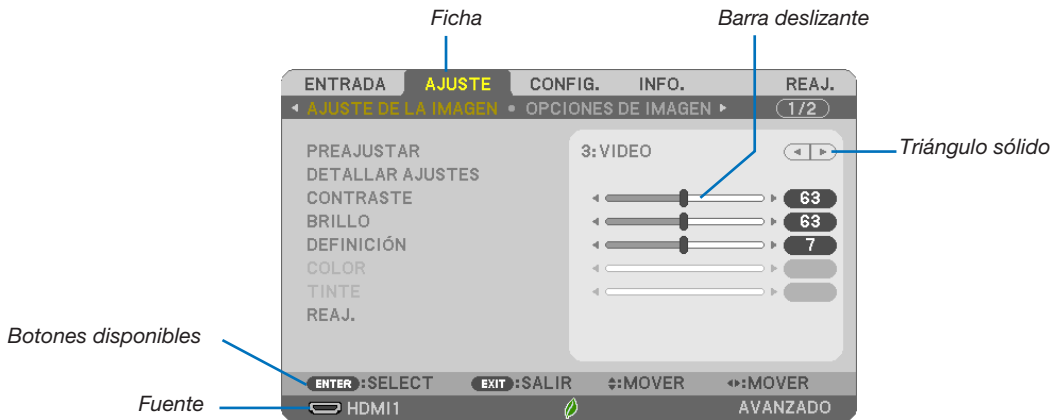 Ficha
Barra deslizante
ENTRADA AJUSTE CONFIG. INFO. REAJ.
◂ AJUSTE DE LA IMAGEN • OPCIONES DE IMAGEN ▸ 1/2
PREAJUSTAR 3:VIDEO ◂ ▸
Triángulo sólido
DETALLAR AJUSTES
CONTRASTE 63
BRILLO 63
DEFINICIÓN 7
COLOR
TINTE
REAJ.
Botones disponibles
ENTER :SELECT EXIT :SALIR :MOVER :MOVER
Fuente
HDMI1 AVANZADO